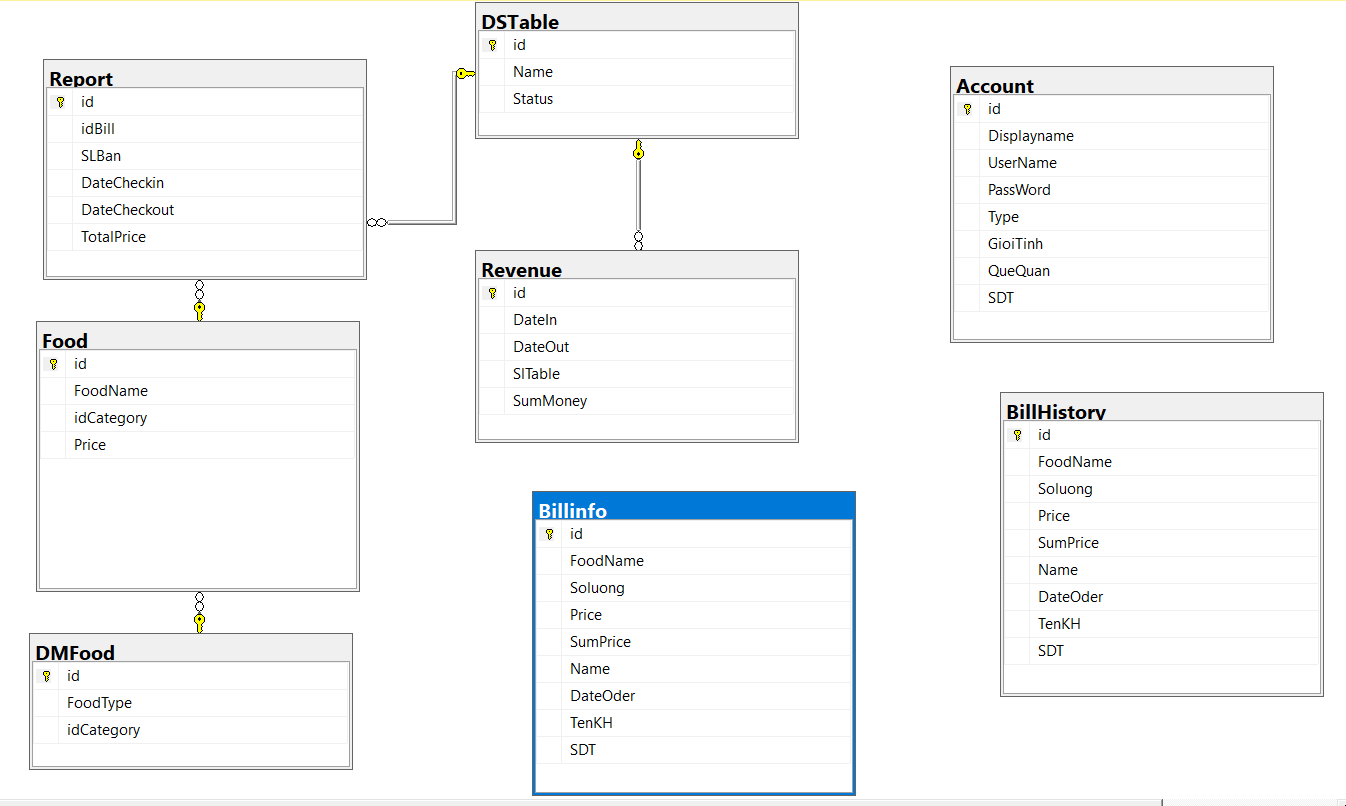 DSTable
id
Name
Status
Report
id
idBill
SLBan
DateCheckin
DateCheckout
TotalPrice
Account
id
Displayname
UserName
PassWord
Type
GioiTinh
QueQuan
SDT
Revenue
id
DateIn
DateOut
SlTable
SumMoney
Food
id
FoodName
idCategory
Price
BillHistory
id
FoodName
Soluong
Price
SumPrice
Name
DateOder
TenKH
SDT
Billinfo
id
FoodName
Soluong
Price
SumPrice
Name
DateOder
TenKH
SDT
DMFood
id
FoodType
idCategory